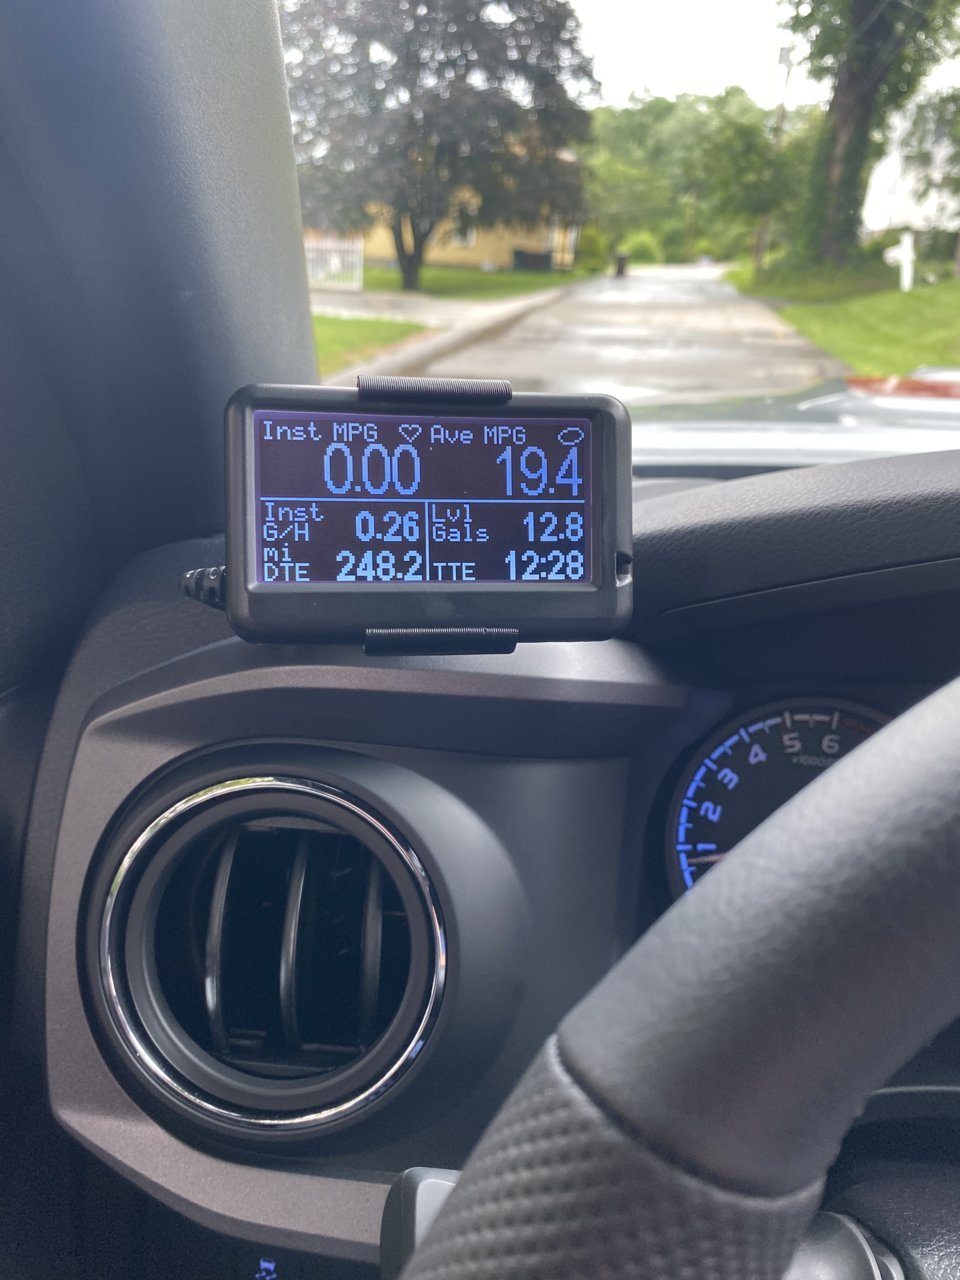 Inst MPG Ave MPG
0.00 19.4
Inst G/H 0.26
Lvl Gals 12.8
mi DTE 248.2
TTE 12:28
1
2
3
4
5
6